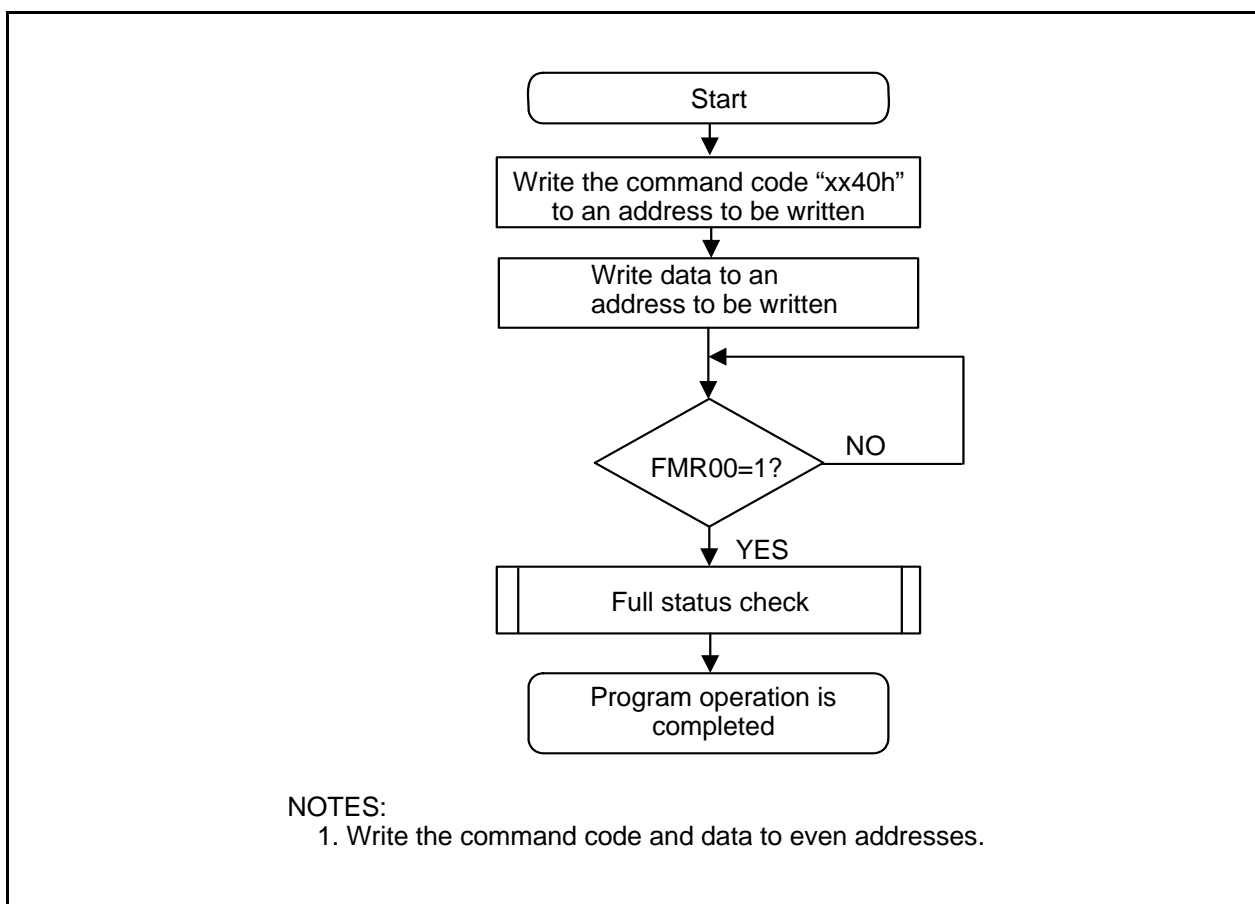 Start
Write the command code “xx40h”
to an address to be written
Write data to an
address to be written
FMR00=1?
NO
YES
Full status check
Program operation is
completed
NOTES:
1. Write the command code and data to even addresses.